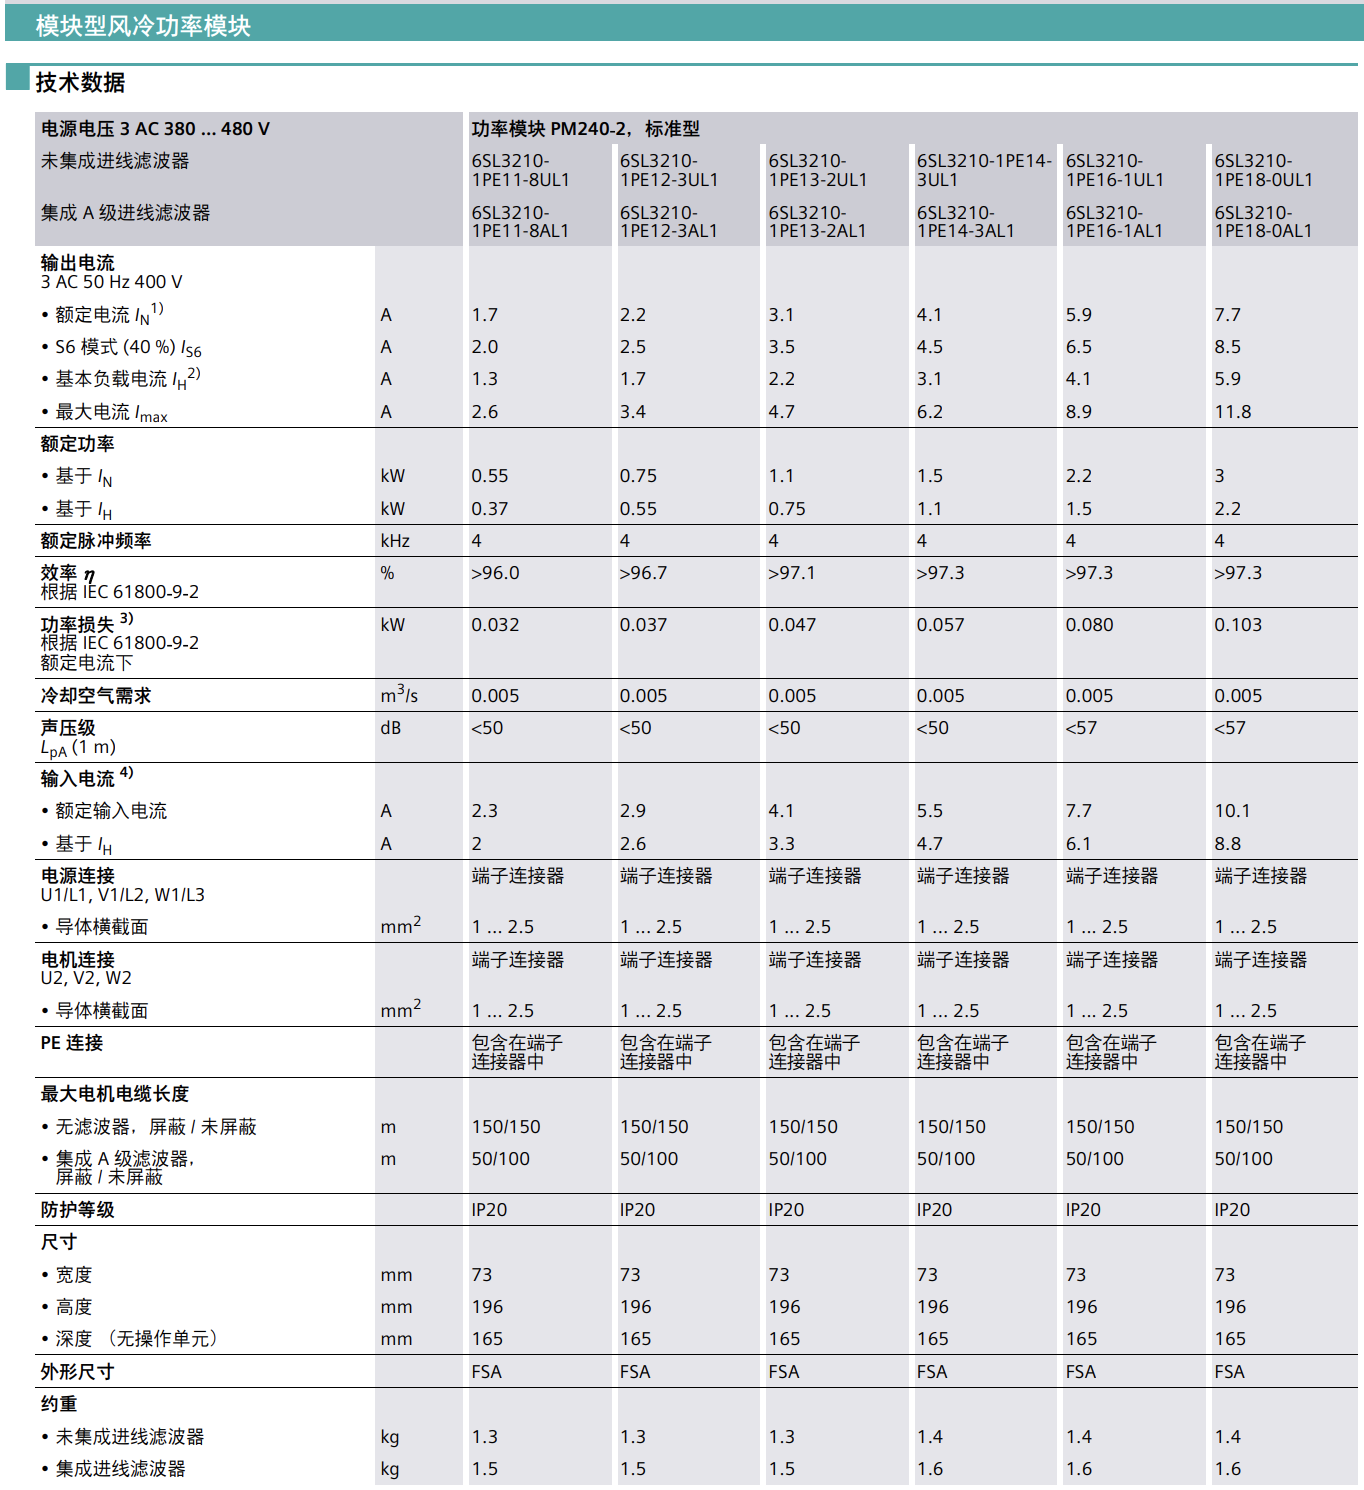 模块型风冷功率模块
技术数据
电源电压 3 AC 380 ... 480 V 功率模块 PM240-2，标准型
未集成进线滤波器 6SL3210-1PE11-8UL1 6SL3210-1PE12-3UL1 6SL3210-1PE13-2UL1 6SL3210-1PE14-3UL1 6SL3210-1PE16-1UL1 6SL3210-1PE18-0UL1
集成 A 级进线滤波器 6SL3210-1PE11-8AL1 6SL3210-1PE12-3AL1 6SL3210-1PE13-2AL1 6SL3210-1PE14-3AL1 6SL3210-1PE16-1AL1 6SL3210-1PE18-0AL1
输出电流
3 AC 50 Hz 400 V
• 额定电流 IN1) A 1.7 2.2 3.1 4.1 5.9 7.7
• S6 模式 (40 %) IS6 A 2.0 2.5 3.5 4.5 6.5 8.5
• 基本负载电流 IH2) A 1.3 1.7 2.2 3.1 4.1 5.9
• 最大电流 Imax A 2.6 3.4 4.7 6.2 8.9 11.8
额定功率
• 基于 IN kW 0.55 0.75 1.1 1.5 2.2 3
• 基于 IH kW 0.37 0.55 0.75 1.1 1.5 2.2
额定脉冲频率 kHz 4 4 4 4 4 4
效率 η % >96.0 >96.7 >97.1 >97.3 >97.3 >97.3
根据 IEC 61800-9-2
功率损失 3) kW 0.032 0.037 0.047 0.057 0.080 0.103
根据 IEC 61800-9-2
额定电流下
冷却空气需求 m3/s 0.005 0.005 0.005 0.005 0.005 0.005
声压级 dB <50 <50 <50 <50 <57 <57
LpA (1 m)
输入电流 4)
• 额定输入电流 A 2.3 2.9 4.1 5.5 7.7 10.1
• 基于 IH A 2 2.6 3.3 4.7 6.1 8.8
电源连接 端子连接器 端子连接器 端子连接器 端子连接器 端子连接器 端子连接器
U1/L1, V1/L2, W1/L3
• 导体横截面 mm2 1 ... 2.5 1 ... 2.5 1 ... 2.5 1 ... 2.5 1 ... 2.5 1 ... 2.5
电机连接 端子连接器 端子连接器 端子连接器 端子连接器 端子连接器 端子连接器
U2, V2, W2
• 导体横截面 mm2 1 ... 2.5 1 ... 2.5 1 ... 2.5 1 ... 2.5 1 ... 2.5 1 ... 2.5
PE 连接 包含在端子 包含在端子 包含在端子 包含在端子 包含在端子 包含在端子
连接器中 连接器中 连接器中 连接器中 连接器中 连接器中
最大电机电缆长度
• 无滤波器，屏蔽 / 未屏蔽 m 150/150 150/150 150/150 150/150 150/150 150/150
• 集成 A 级滤波器， m 50/100 50/100 50/100 50/100 50/100 50/100
屏蔽 / 未屏蔽
防护等级 IP20 IP20 IP20 IP20 IP20 IP20
尺寸
• 宽度 mm 73 73 73 73 73 73
• 高度 mm 196 196 196 196 196 196
• 深度 （无操作单元） mm 165 165 165 165 165 165
外形尺寸 FSA FSA FSA FSA FSA FSA
约重
• 未集成进线滤波器 kg 1.3 1.3 1.3 1.4 1.4 1.4
• 集成进线滤波器 kg 1.5 1.5 1.5 1.6 1.6 1.6